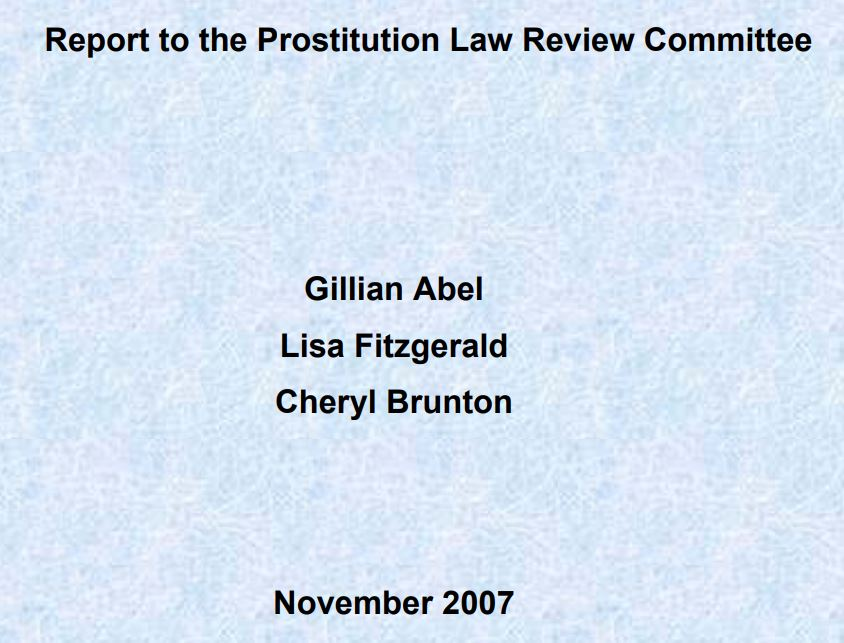 Report to the Prostitution Law Review Committee
Gillian Abel
Lisa Fitzgerald
Cheryl Brunton
November 2007